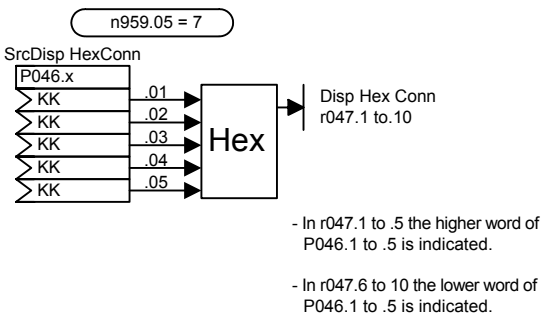 n959.05 = 7
SrcDisp HexConn
P046.x
KK .01
KK .02
KK .03
KK .04
KK .05
Hex
Disp Hex Conn
r047.1 to.10
- In r047.1 to .5 the higher word of
P046.1 to .5 is indicated.
- In r047.6 to 10 the lower word of
P046.1 to .5 is indicated.